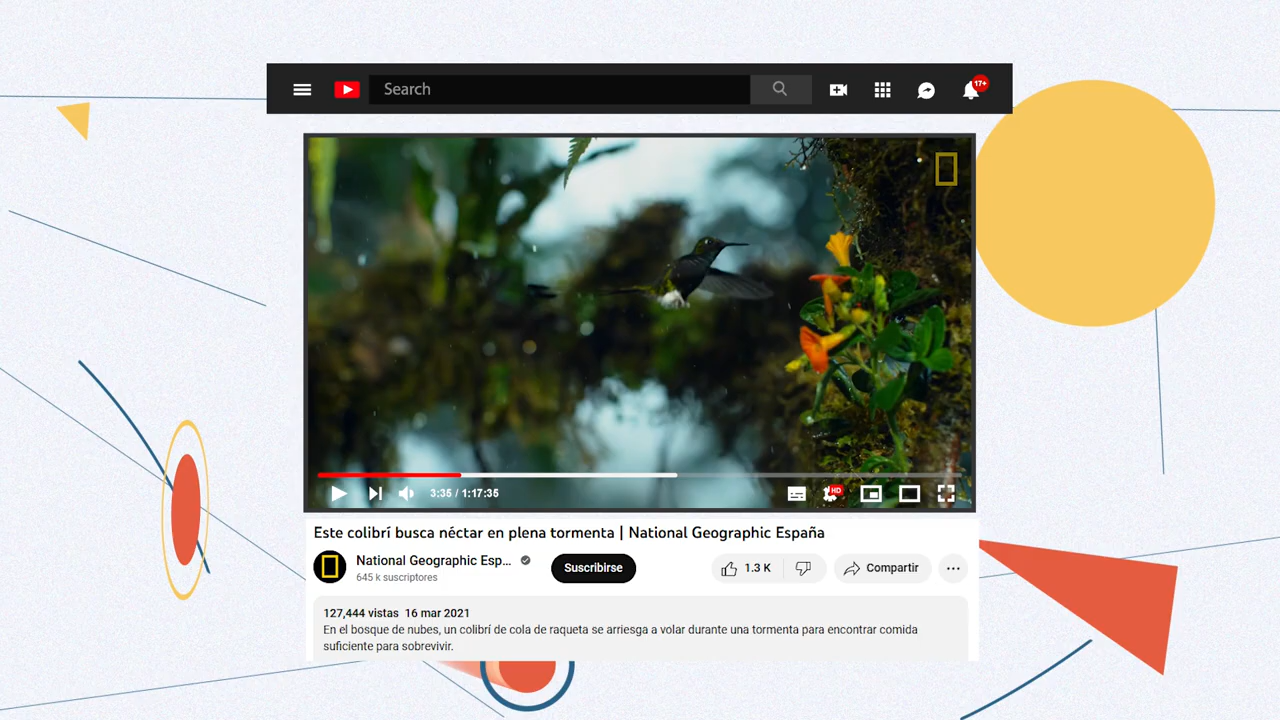 Search
17+
HD
3:35 / 1:17:35
Este colibrí busca néctar en plena tormenta | National Geographic España
National Geographic Esp...
645 k suscriptores
Suscribirse
1.3 K
Compartir
127,444 vistas 16 mar 2021
En el bosque de nubes, un colibrí de cola de raqueta se arriesga a volar durante una tormenta para encontrar comida
suficiente para sobrevivir.